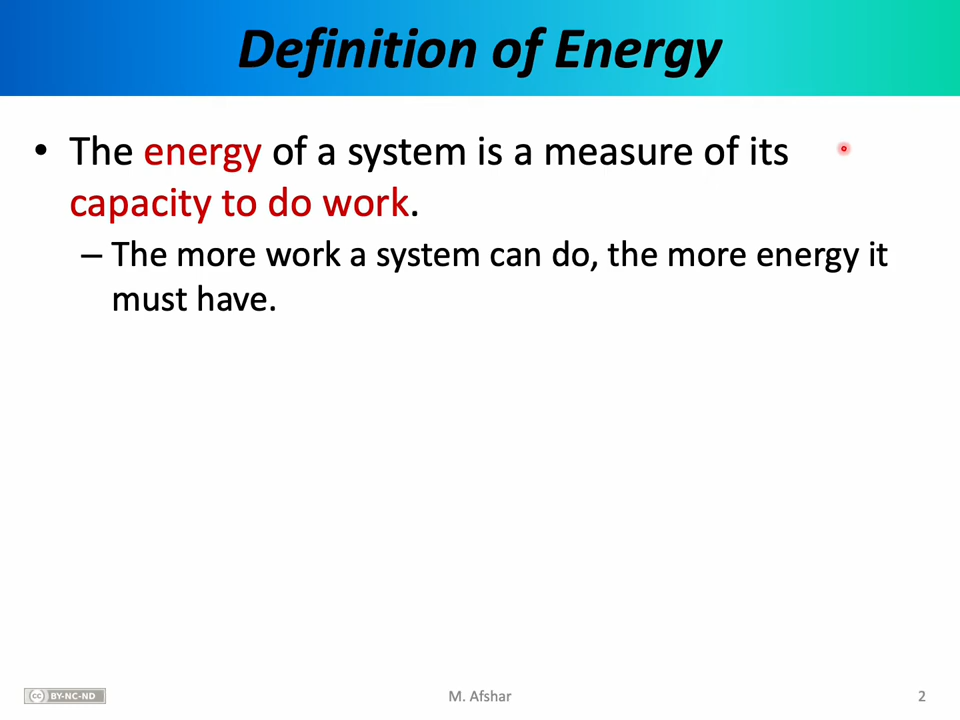 Definition of Energy
• The energy of a system is a measure of its
capacity to do work.
– The more work a system can do, the more energy it
must have.
cc BY-NC-ND
M. Afshar
2